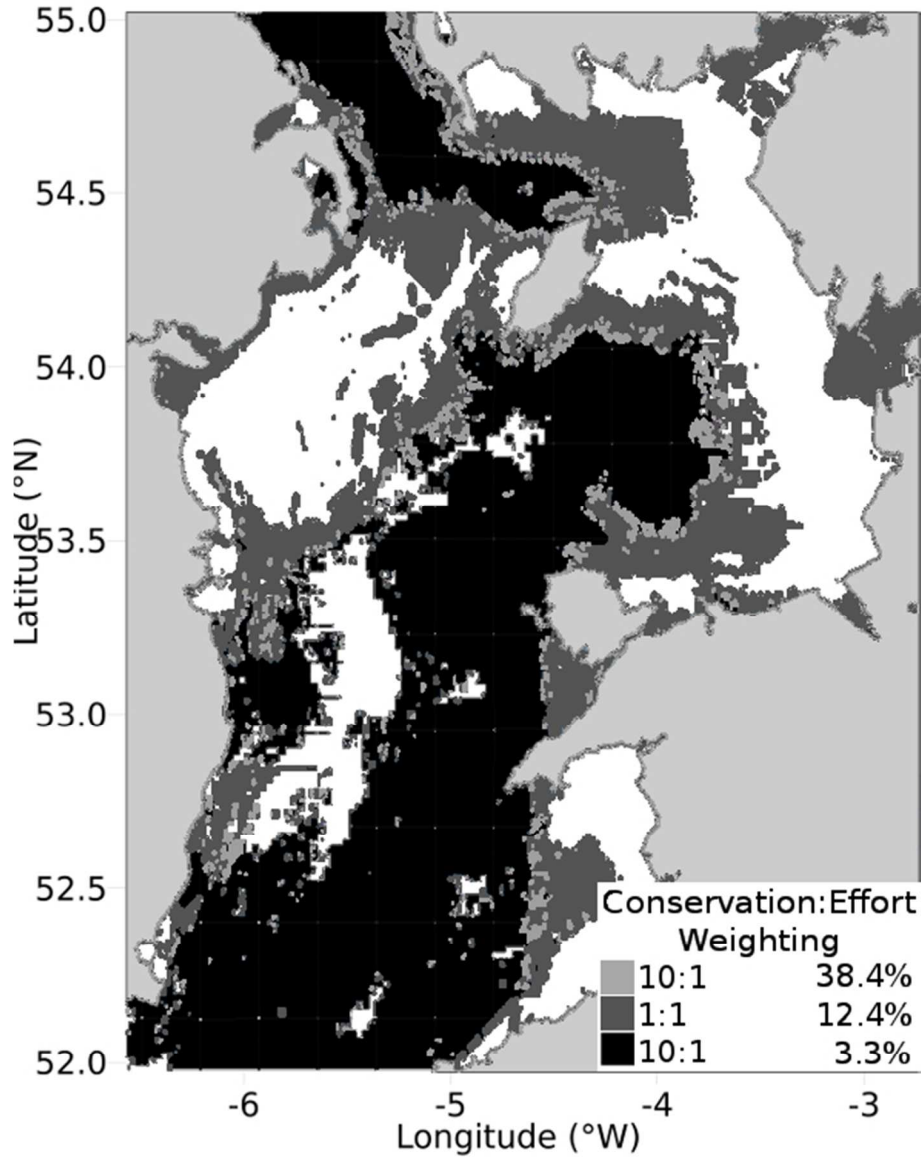 55.0
54.5
54.0
53.5
53.0
52.5
52.0
Latitude (°N)
Conservation:Effort
Weighting
10:1 38.4%
1:1 12.4%
10:1 3.3%
-6 -5 -4 -3
Longitude (°W)